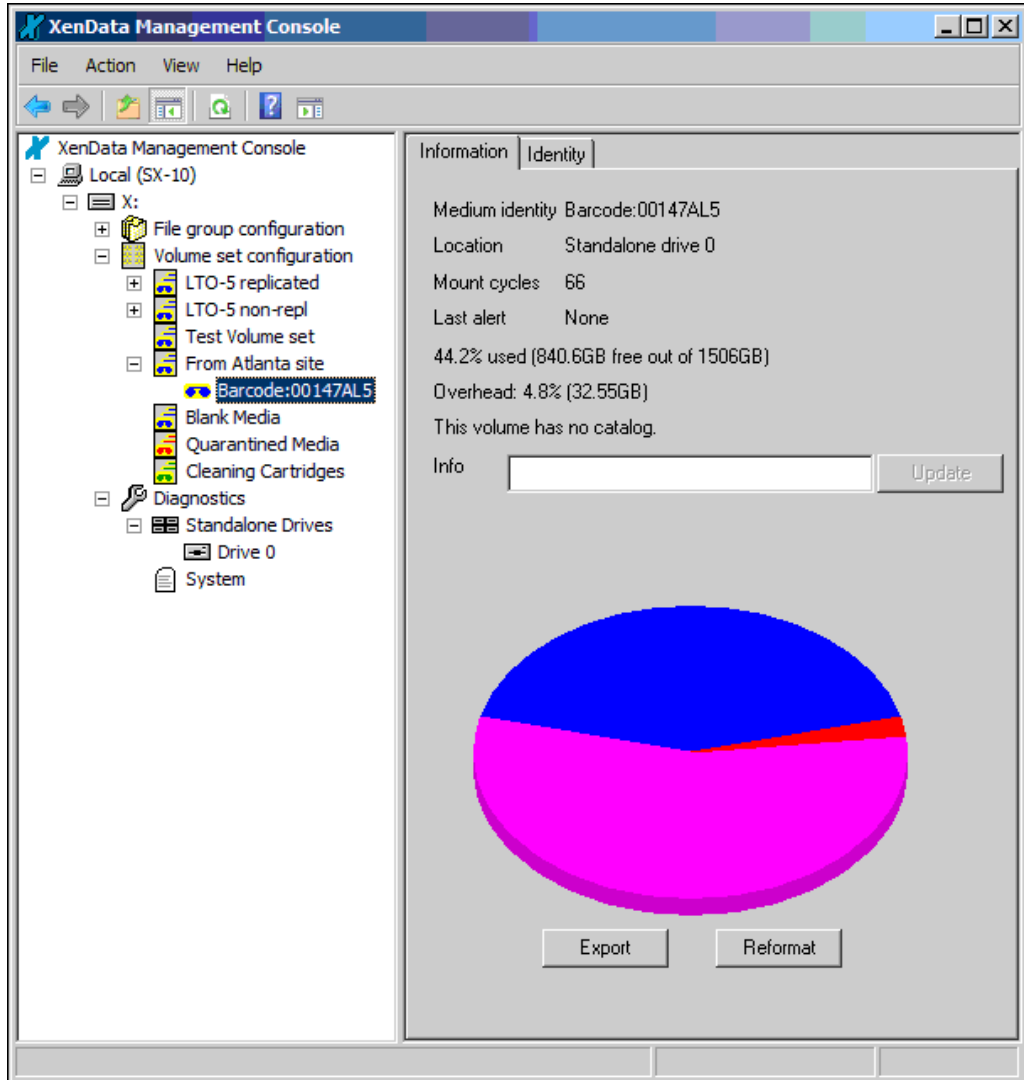 XenData Management Console
File Action View Help
XenData Management Console
Local (SX-10)
X:
File group configuration
Volume set configuration
LTO-5 replicated
LTO-5 non-repl
Test Volume set
From Atlanta site
Barcode:00147AL5
Blank Media
Quarantined Media
Cleaning Cartridges
Diagnostics
Standalone Drives
Drive 0
System
Information Identity
Medium identity Barcode:00147AL5
Location Standalone drive 0
Mount cycles 66
Last alert None
44.2% used (840.6GB free out of 1506GB)
Overhead: 4.8% (32.55GB)
This volume has no catalog.
Info Update
Export Reformat